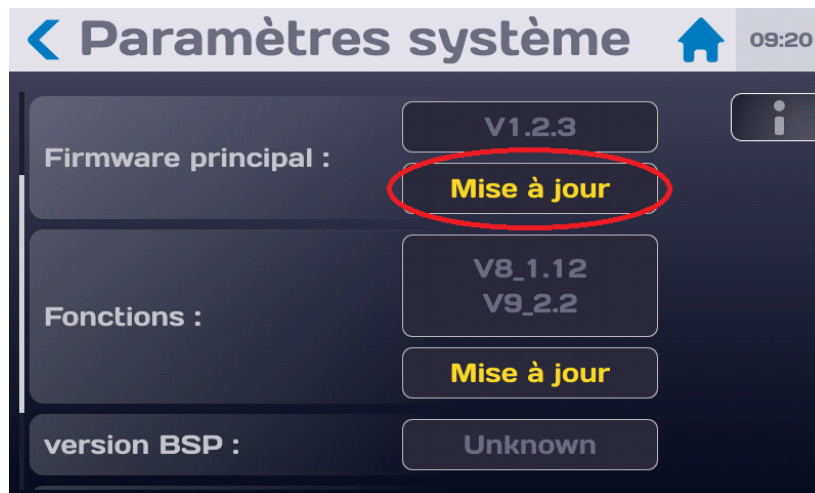 Paramètres système
09:20
Firmware principal :
V1.2.3
Mise à jour
Fonctions :
V8_1.12
V9_2.2
Mise à jour
version BSP :
Unknown